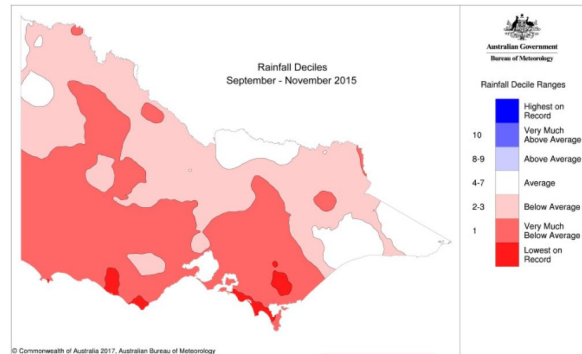 Rainfall Deciles
September - November 2015
Australian Government
Bureau of Meteorology
Rainfall Decile Ranges
Highest on
Record
10 Very Much
Above Average
8-9 Above Average
4-7 Average
2-3 Below Average
1 Very Much
Below Average
Lowest on
Record
© Commonwealth of Australia 2017, Australian Bureau of Meteorology